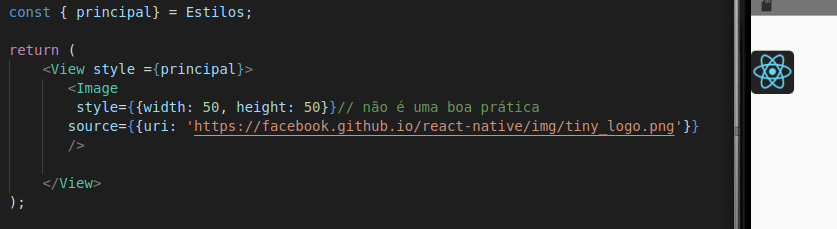 const { principal} = Estilos;
return (
<View style ={principal}>
<Image
style={{width: 50, height: 50}}// não é uma boa prática
source={{uri: 'https://facebook.github.io/react-native/img/tiny_logo.png'}}
/>
</View>
);